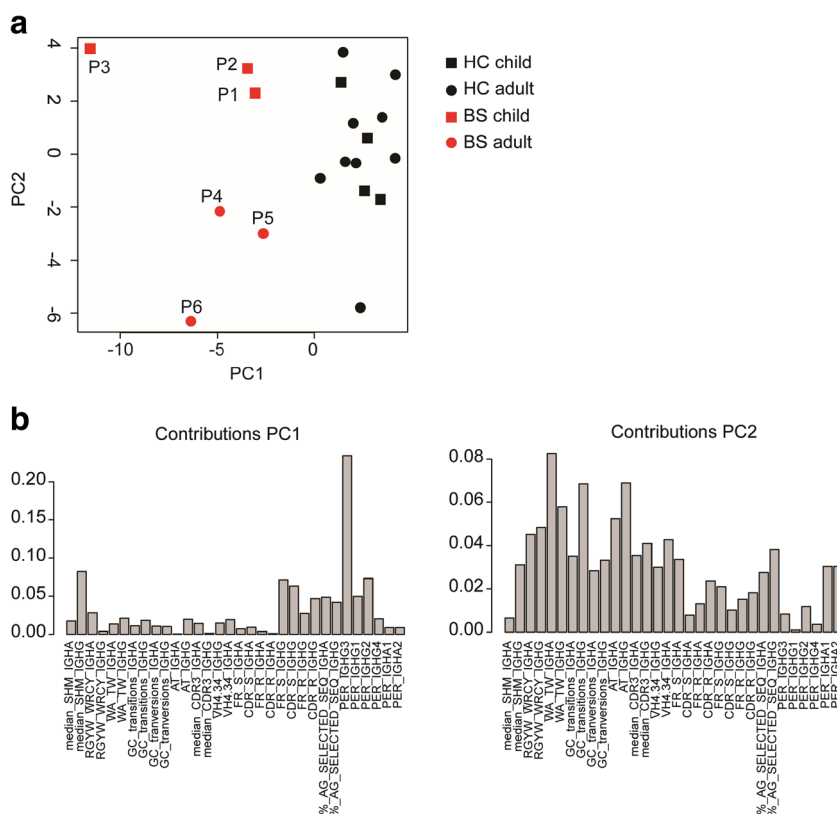 a
4
2
0
-2
-4
-6
PC2
P3
P2
P1
P4
P5
P6
-10
-5
0
PC1
HC child
HC adult
BS child
BS adult
b
Contributions PC1
0.20
0.15
0.10
0.05
0.00
median_SHM_IGHA
median_SHM_IGHG
RGYW_WRCY_IGHA
RGYW_WRCY_IGHG
WA_TW_IGHA
WA_TW_IGHG
GC_transitions_IGHA
GC_transitions_IGHG
GC_tranversions_IGHA
GC_tranversions_IGHG
AT_IGHA
AT_IGHG
median_CDR3_IGHA
median_CDR3_IGHG
VH4.34_IGHG
VH4.34_IGHA
FR_S_IGHA
CDR_S_IGHA
FR_R_IGHA
CDR_R_IGHA
FR_S_IGHG
CDR_S_IGHG
FR_R_IGHG
CDR_R_IGHG
%_AG_SELECTED_SEQ_IGHA
%_AG_SELECTED_SEQ_IGHG
PER_IGHG3
PER_IGHG1
PER_IGHG2
PER_IGHG4
PER_IGHA1
PER_IGHA2
Contributions PC2
0.08
0.06
0.04
0.02
0.00
median_SHM_IGHA
median_SHM_IGHG
RGYW_WRCY_IGHA
RGYW_WRCY_IGHG
WA_TW_IGHA
WA_TW_IGHG
GC_transitions_IGHA
GC_transitions_IGHG
GC_tranversions_IGHA
GC_tranversions_IGHG
AT_IGHA
AT_IGHG
median_CDR3_IGHA
median_CDR3_IGHG
VH4.34_IGHG
VH4.34_IGHA
FR_S_IGHA
CDR_S_IGHA
FR_R_IGHA
CDR_R_IGHA
FR_S_IGHG
CDR_S_IGHG
FR_R_IGHG
CDR_R_IGHG
%_AG_SELECTED_SEQ_IGHA
%_AG_SELECTED_SEQ_IGHG
PER_IGHG3
PER_IGHG1
PER_IGHG2
PER_IGHG4
PER_IGHA1